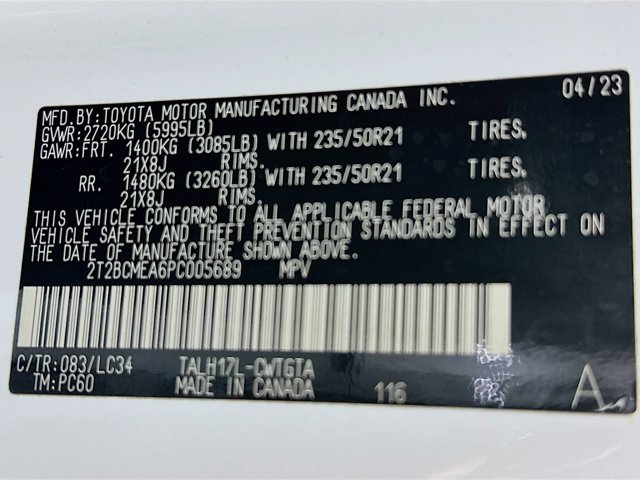 MFD. BY: TOYOTA MOTOR MANUFACTURING CANADA INC. 04/23
GVWR: 2720KG (5995LB)
GAWR: FRT. 1400KG (3085LB) WITH 235/50R21 TIRES.
21X8J RIMS.
RR. 1480KG (3260LB) WITH 235/50R21 TIRES.
21X8J RIMS.
THIS VEHICLE CONFORMS TO ALL APPLICABLE FEDERAL MOTOR
VEHICLE SAFETY AND THEFT PREVENTION STANDARDS IN EFFECT ON
THE DATE OF MANUFACTURE SHOWN ABOVE.
2T2BCMEA6PC005689 MPV
C/TR: 083/LC34 TALH17L-CWTGTA
TM: PC60 MADE IN CANADA 116 A